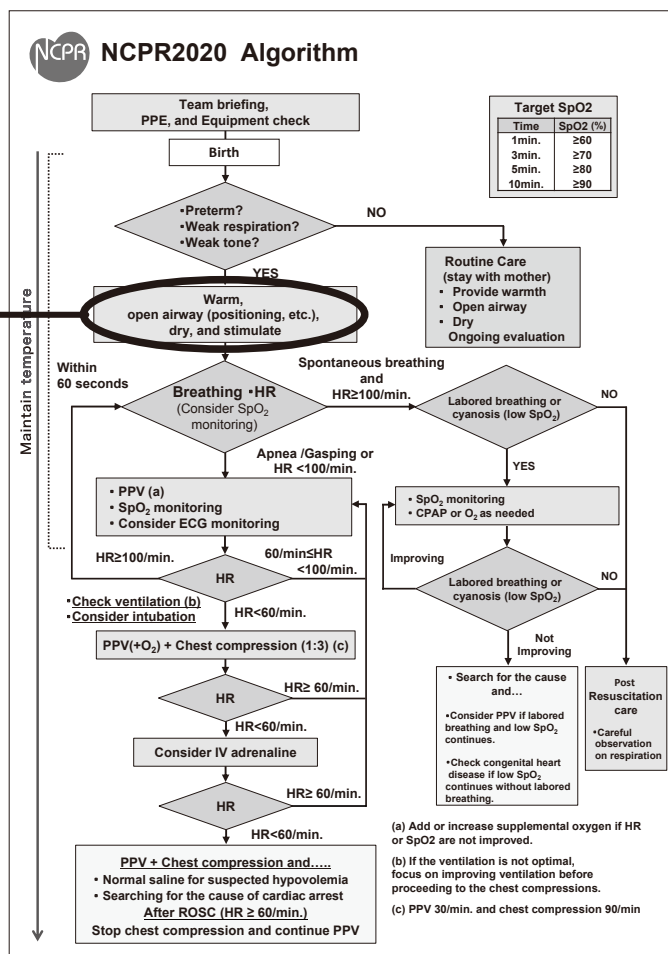 NCPR
NCPR2020 Algorithm
Team briefing,
PPE, and Equipment check
Target SpO2
Time SpO2 (%)
1min. ≥60
3min. ≥70
5min. ≥80
10min. ≥90
Birth
▪Preterm?
▪Weak respiration?
▪Weak tone?
NO
YES
Routine Care
(stay with mother)
▪ Provide warmth
▪ Open airway
▪ Dry
Ongoing evaluation
Warm,
open airway (positioning, etc.),
dry, and stimulate
Maintain temperature
Within
60 seconds
Spontaneous breathing
and
HR≥100/min.
Breathing ▪HR
(Consider SpO2
monitoring)
Labored breathing or
cyanosis (low SpO2)
NO
YES
Apnea /Gasping or
HR <100/min.
▪ PPV (a)
▪ SpO2 monitoring
▪ Consider ECG monitoring
▪ SpO2 monitoring
▪ CPAP or O2 as needed
HR≥100/min.
60/min≤HR
<100/min.
HR
Improving
Labored breathing or
cyanosis (low SpO2)
NO
▪Check ventilation (b)
▪Consider intubation
HR<60/min.
Not
Improving
PPV(+O2) + Chest compression (1:3) (c)
HR
HR≥ 60/min.
HR<60/min.
Consider IV adrenaline
HR
HR≥ 60/min.
HR<60/min.
▪ Search for the cause
and…
▪Consider PPV if labored
breathing and low SpO2
continues.
▪Check congenital heart
disease if low SpO2
continues without labored
breathing.
Post
Resuscitation
care
▪Careful
observation
on respiration
PPV + Chest compression and…..
▪ Normal saline for suspected hypovolemia
▪ Searching for the cause of cardiac arrest
After ROSC (HR ≥ 60/min.)
Stop chest compression and continue PPV
(a) Add or increase supplemental oxygen if HR
or SpO2 are not improved.
(b) If the ventilation is not optimal,
focus on improving ventilation before
proceeding to the chest compressions.
(c) PPV 30/min. and chest compression 90/min